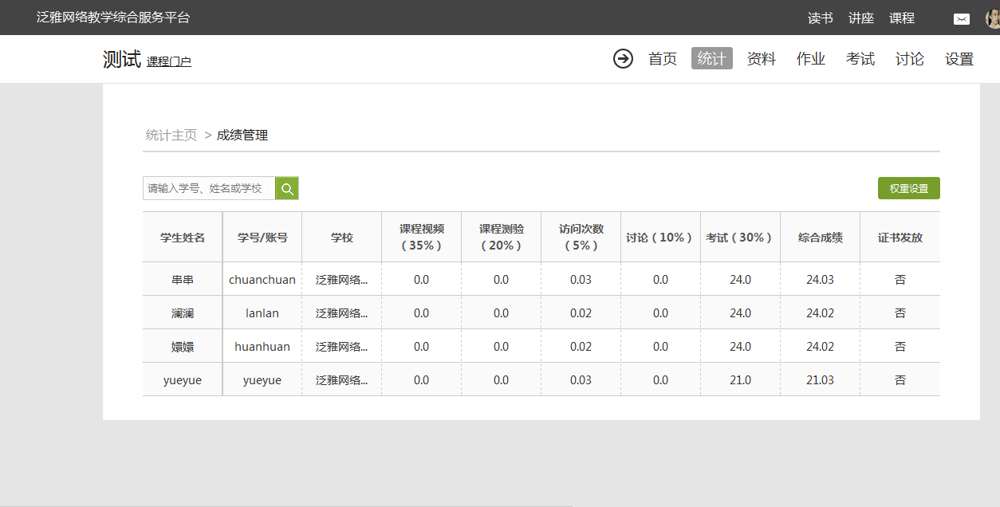 泛雅网络教学综合服务平台 读书 讲座 课程
测试 课程门户 首页 统计 资料 作业 考试 讨论 设置
统计主页 > 成绩管理
请输入学号、姓名或学校 权重设置
学生姓名 学号/账号 学校 课程视频（35%） 课程测验（20%） 访问次数（5%） 讨论（10%） 考试（30%） 综合成绩 证书发放
串串 chuanchuan 泛雅网络... 0.0 0.0 0.03 0.0 24.0 24.03 否
澜澜 lanlan 泛雅网络... 0.0 0.0 0.02 0.0 24.0 24.02 否
嬛嬛 huanhuan 泛雅网络... 0.0 0.0 0.02 0.0 24.0 24.02 否
yueyue yueyue 泛雅网络... 0.0 0.0 0.03 0.0 21.0 21.03 否